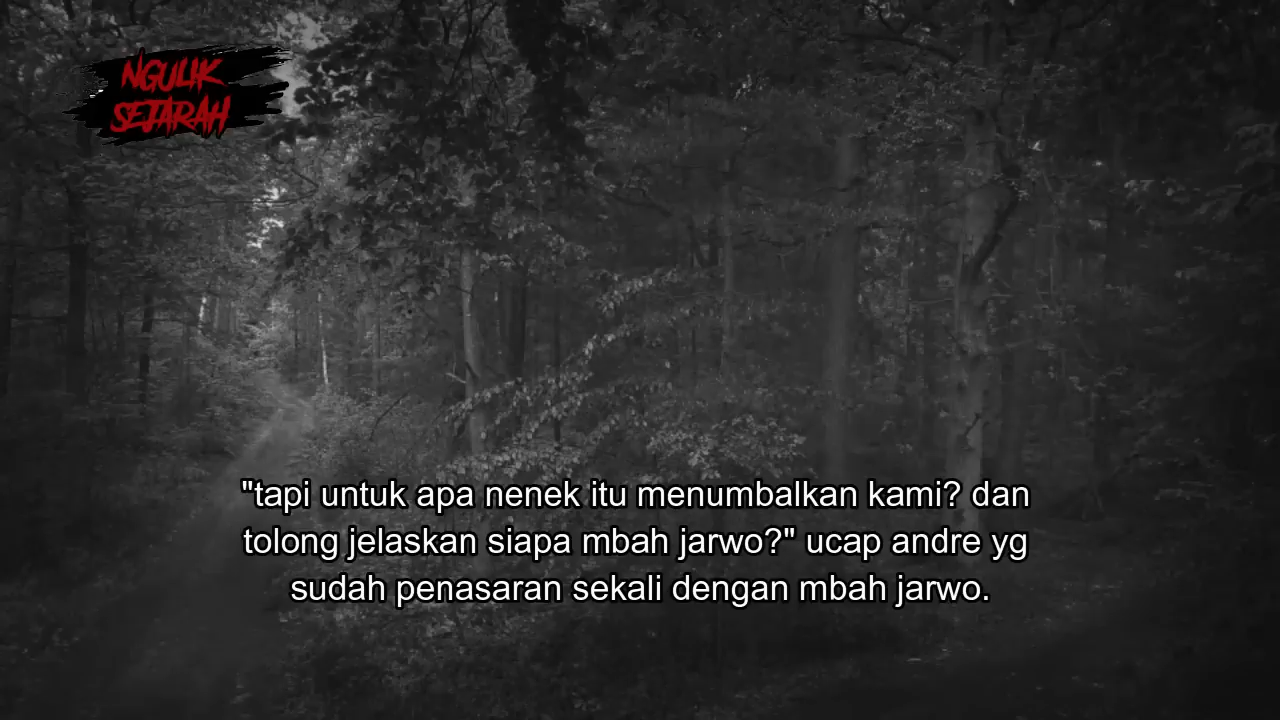 NGULIK
SEJARAH
"tapi untuk apa nenek itu menumbalkan kami? dan
tolong jelaskan siapa mbah jarwo?" ucap andre yg
sudah penasaran sekali dengan mbah jarwo.